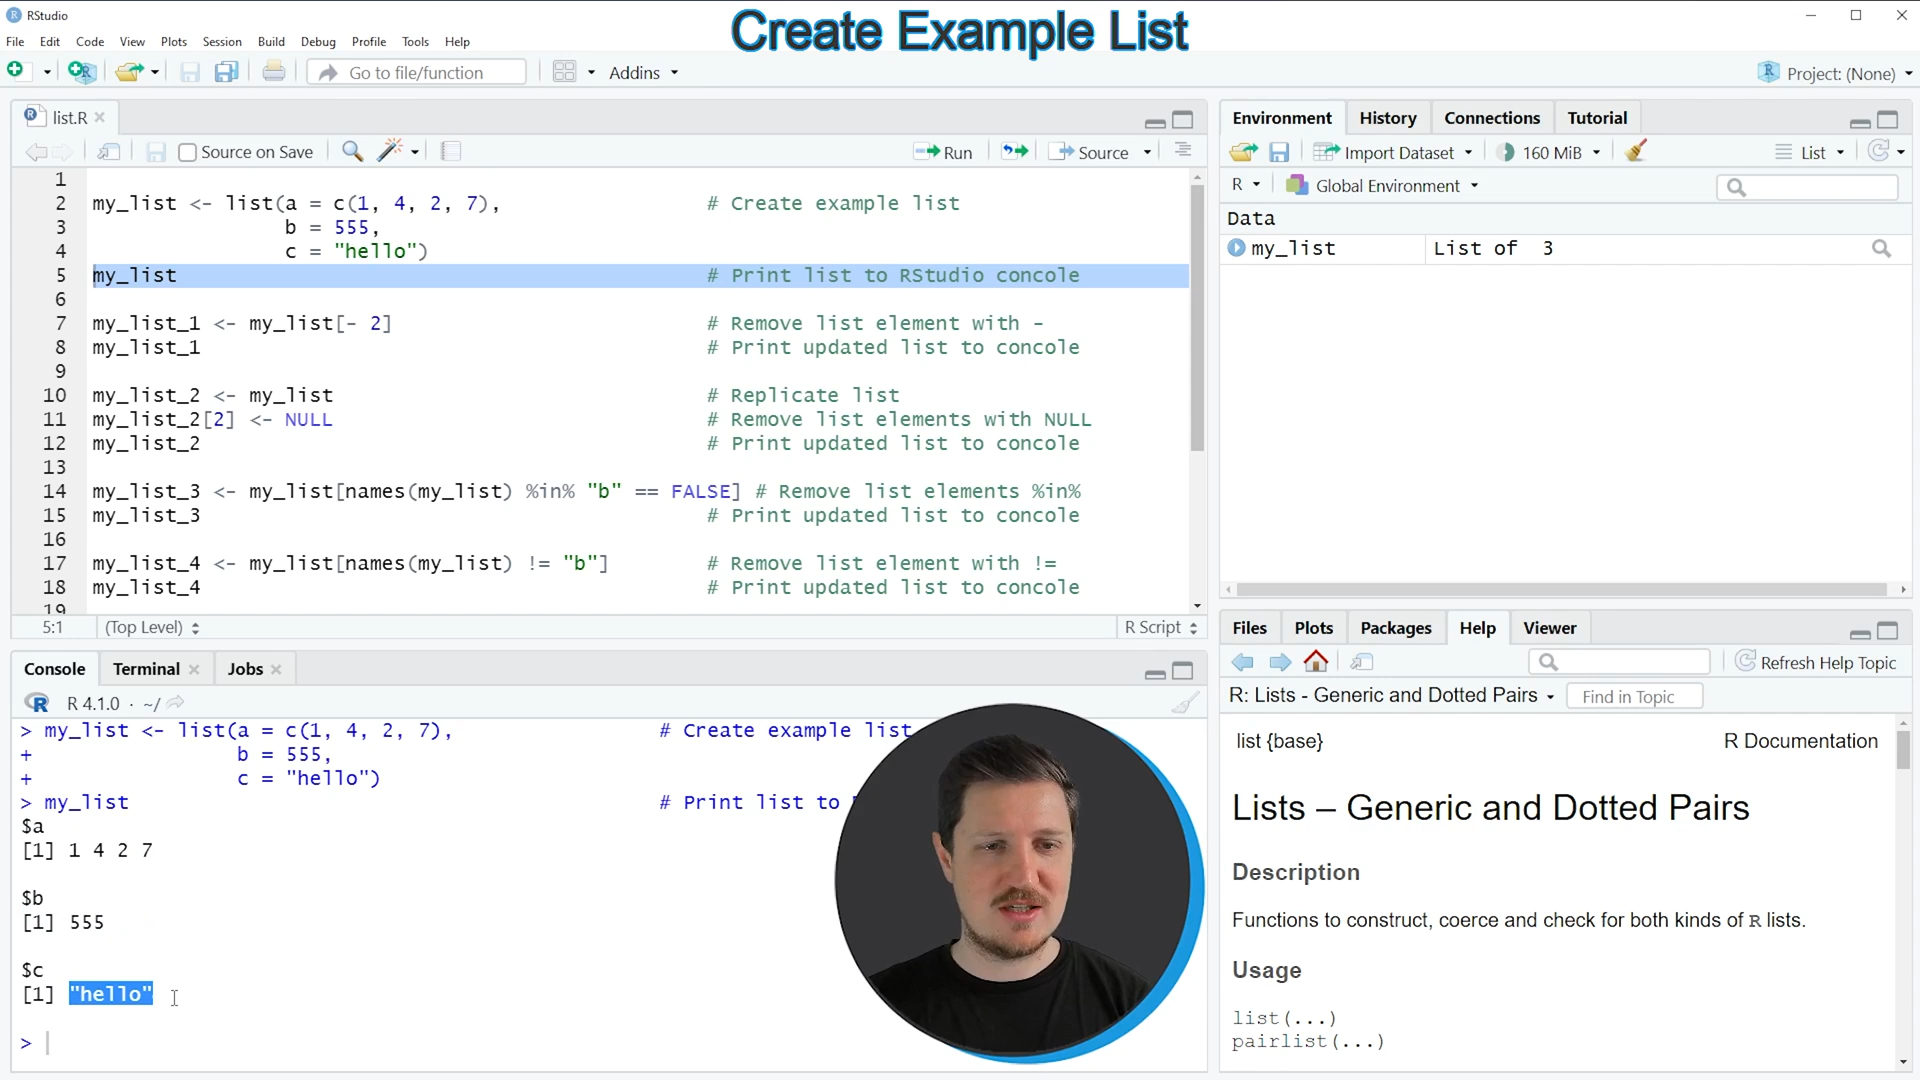 RStudio
Create Example List
File Edit Code View Plots Session Build Debug Profile Tools Help
Go to file/function
Addins
Project: (None)
list.R
Source on Save
Run
Source
1
2 my_list <- list(a = c(1, 4, 2, 7), # Create example list
3 b = 555,
4 c = "hello")
5 my_list # Print list to RStudio concole
6
7 my_list_1 <- my_list[- 2] # Remove list element with -
8 my_list_1 # Print updated list to concole
9
10 my_list_2 <- my_list # Replicate list
11 my_list_2[2] <- NULL # Remove list elements with NULL
12 my_list_2 # Print updated list to concole
13
14 my_list_3 <- my_list[names(my_list) %in% "b" == FALSE] # Remove list elements %in%
15 my_list_3 # Print updated list to concole
16
17 my_list_4 <- my_list[names(my_list) != "b"] # Remove list element with !=
18 my_list_4 # Print updated list to concole
19
5:1 (Top Level) R Script
Console Terminal Jobs
R 4.1.0 · ~/
> my_list <- list(a = c(1, 4, 2, 7), # Create example list
+ b = 555,
+ c = "hello")
> my_list # Print list to
$a
[1] 1 4 2 7
$b
[1] 555
$c
[1] "hello"
>
Environment History Connections Tutorial
Import Dataset 160 MiB List
R Global Environment
Data
my_list List of 3
Files Plots Packages Help Viewer
Refresh Help Topic
R: Lists - Generic and Dotted Pairs Find in Topic
list {base} R Documentation
Lists – Generic and Dotted Pairs
Description
Functions to construct, coerce and check for both kinds of R lists.
Usage
list(...)
pairlist(...)